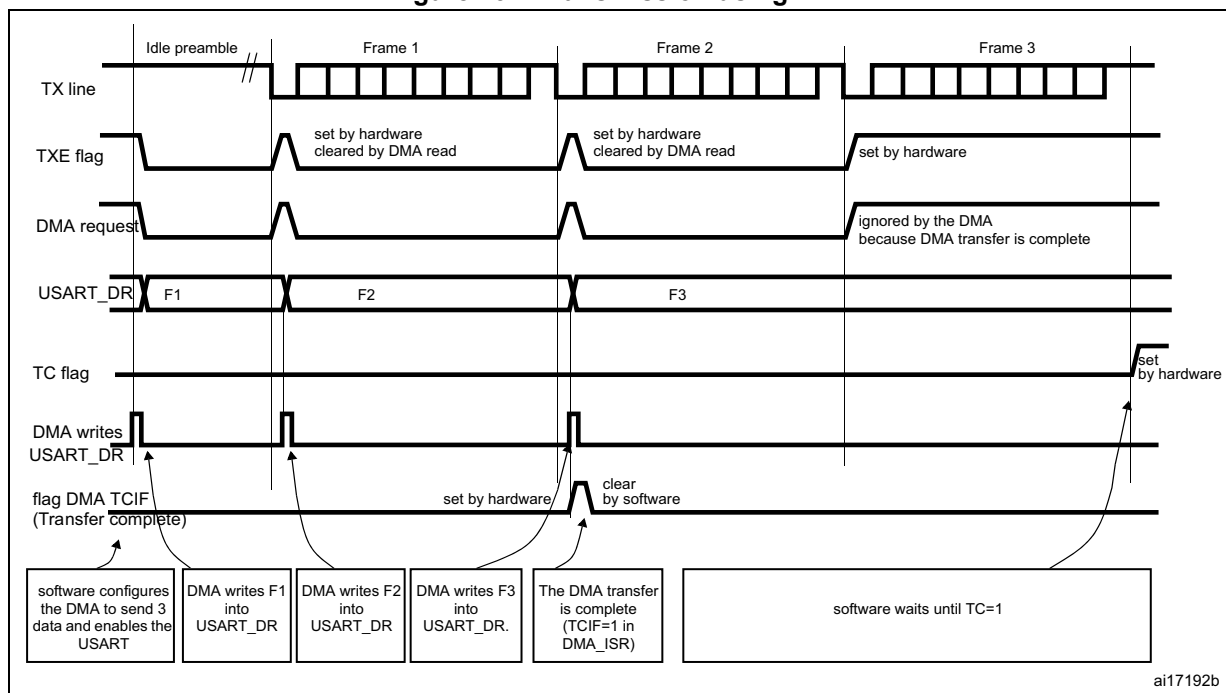 Idle preamble
Frame 1
Frame 2
Frame 3
TX line
TXE flag
set by hardware
cleared by DMA read
set by hardware
cleared by DMA read
set by hardware
DMA request
ignored by the DMA
because DMA transfer is complete
USART_DR
F1
F2
F3
TC flag
set
by hardware
DMA writes
USART_DR
flag DMA TCIF
(Transfer complete)
set by hardware
clear
by software
software configures
the DMA to send 3
data and enables the
USART
DMA writes F1
into
USART_DR
DMA writes F2
into
USART_DR
DMA writes F3
into
USART_DR.
The DMA transfer
is complete
(TCIF=1 in
DMA_ISR)
software waits until TC=1
ai17192b